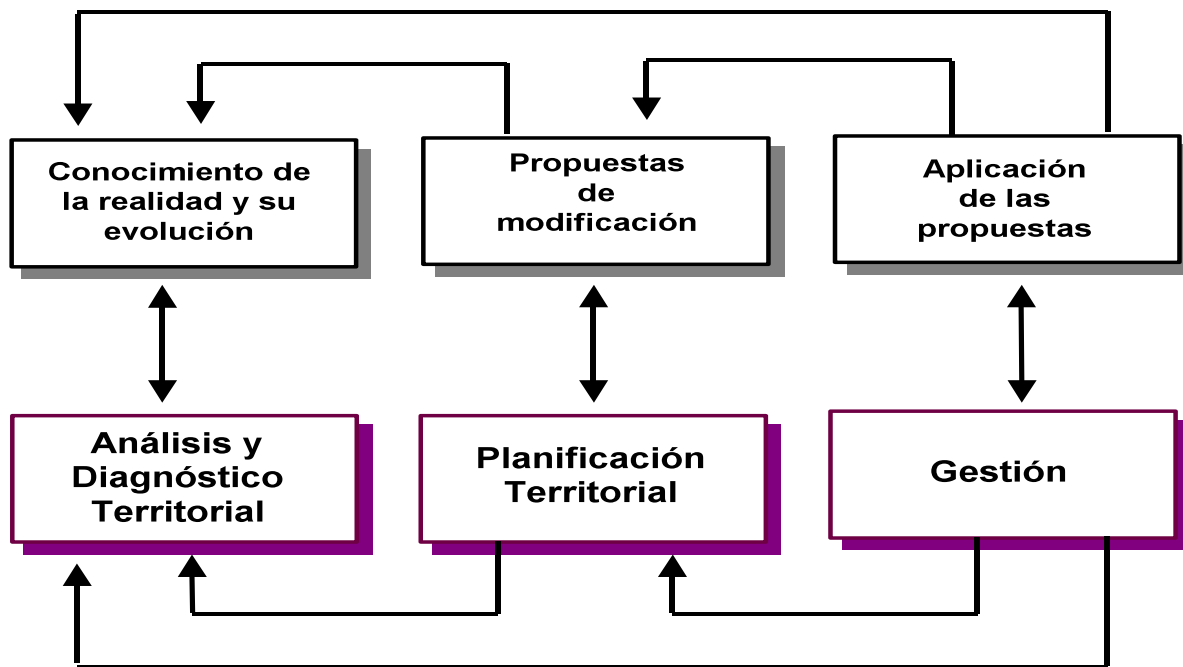 Conocimiento de
la realidad y su
evolución
Propuestas
de
modificación
Aplicación
de las
propuestas
Análisis y
Diagnóstico
Territorial
Planificación
Territorial
Gestión